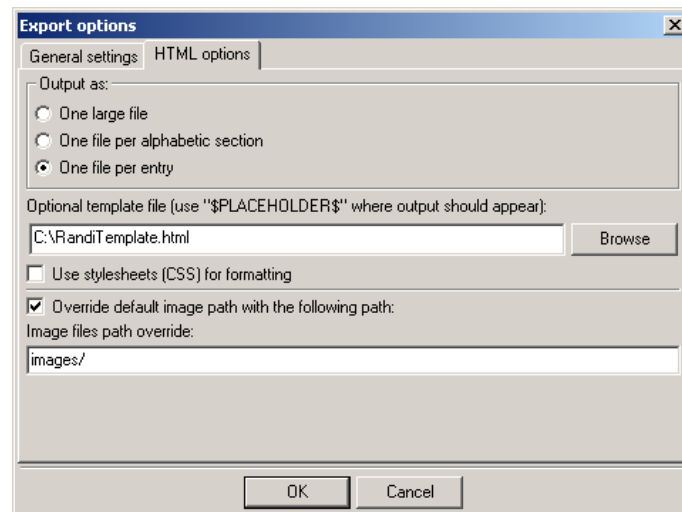 Export options
General settings HTML options
Output as:
One large file
One file per alphabetic section
One file per entry
Optional template file (use "$PLACEHOLDER$" where output should appear):
C:\RandiTemplate.html Browse
Use stylesheets (CSS) for formatting
Override default image path with the following path:
Image files path override:
images/
OK Cancel